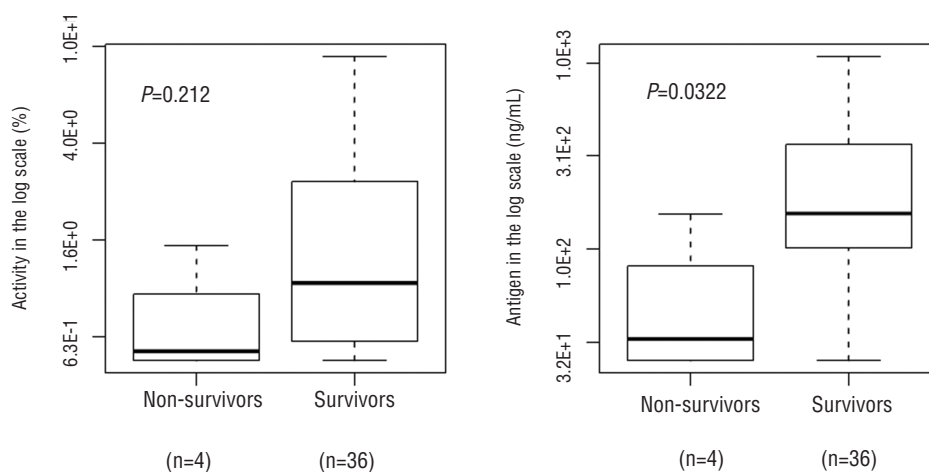 Activity in the log scale (%)
1.0E+1
4.0E+0
1.6E+0
6.3E-1
P=0.212
Non-survivors
Survivors
(n=4)
(n=36)
Antigen in the log scale (ng/mL)
1.0E+3
3.1E+2
1.0E+2
3.2E+1
P=0.0322
Non-survivors
Survivors
(n=4)
(n=36)